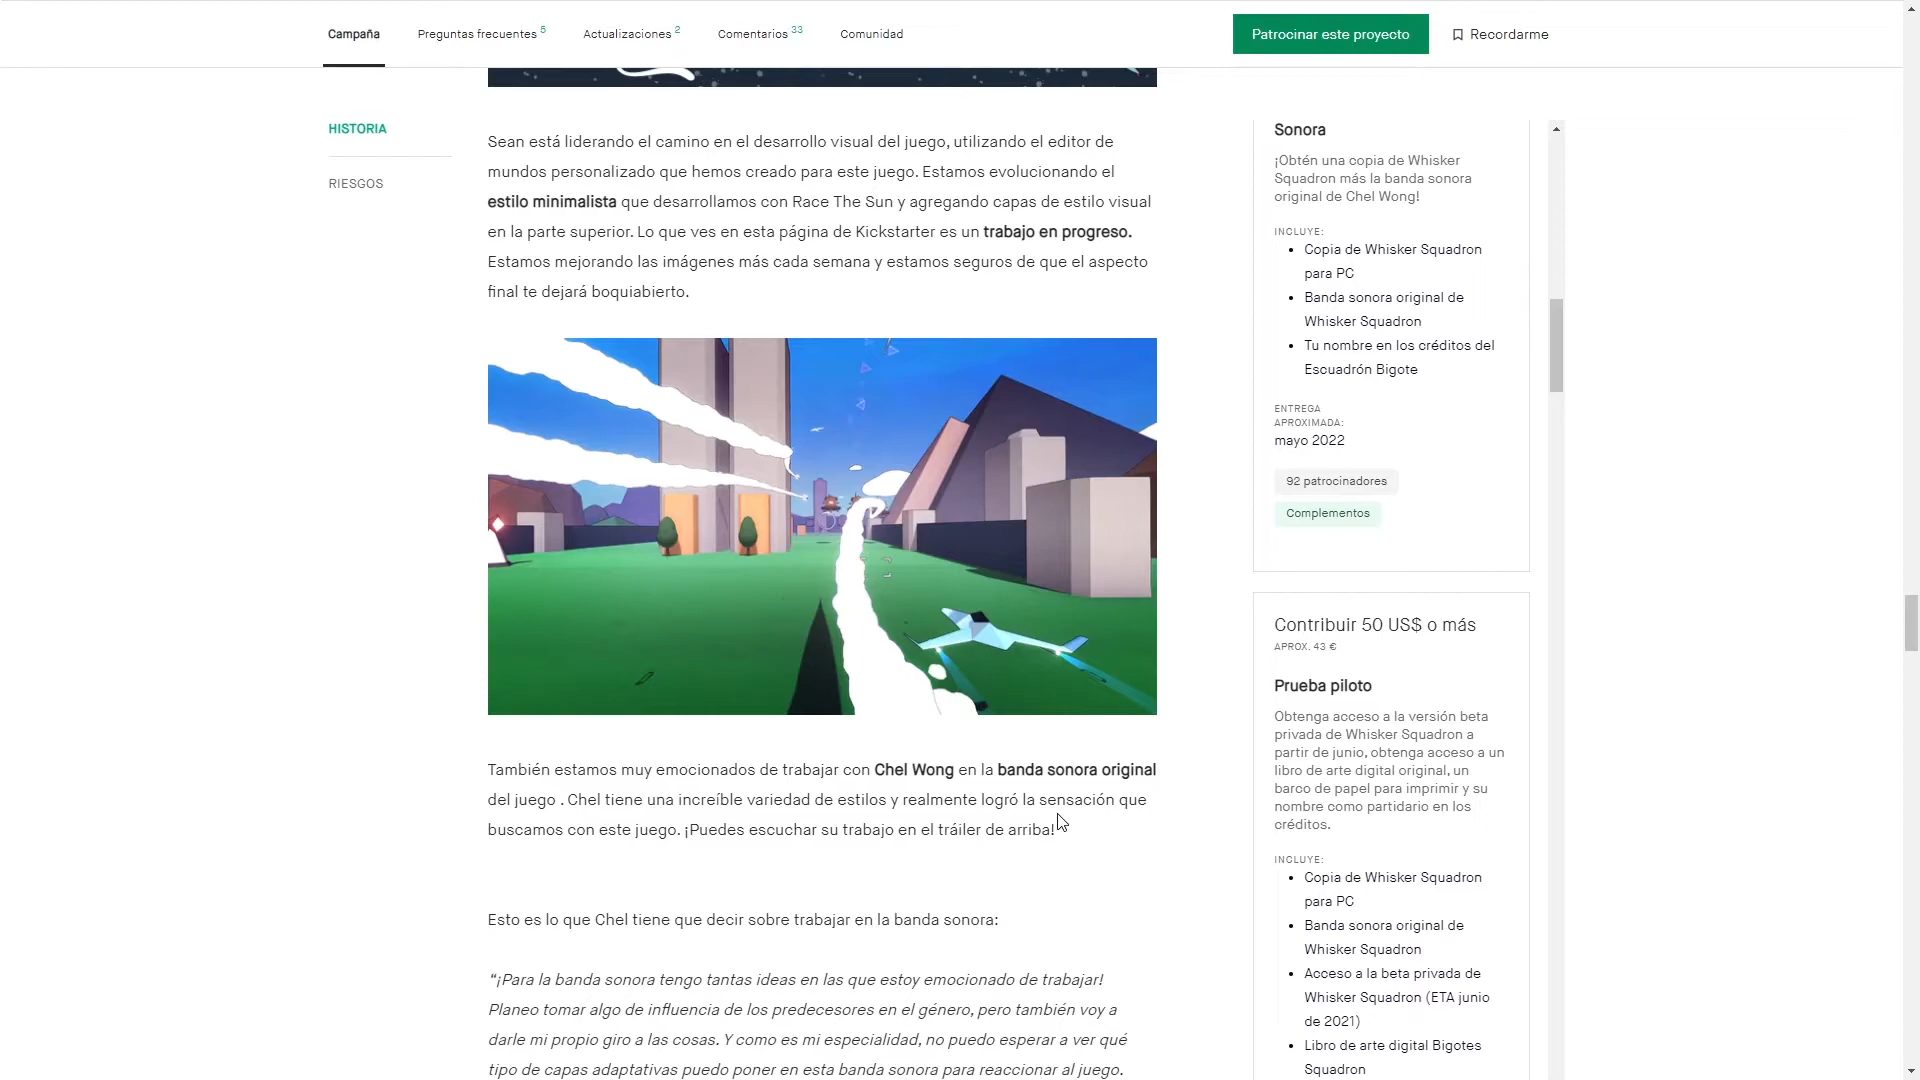 Campaña
Preguntas frecuentes 5
Actualizaciones 2
Comentarios 33
Comunidad
Patrocinar este proyecto
Recordarme
HISTORIA
RIESGOS
Sean está liderando el camino en el desarrollo visual del juego, utilizando el editor de
mundos personalizado que hemos creado para este juego. Estamos evolucionando el
estilo minimalista que desarrollamos con Race The Sun y agregando capas de estilo visual
en la parte superior. Lo que ves en esta página de Kickstarter es un trabajo en progreso.
Estamos mejorando las imágenes más cada semana y estamos seguros de que el aspecto
final te dejará boquiabierto.
También estamos muy emocionados de trabajar con Chel Wong en la banda sonora original
del juego . Chel tiene una increíble variedad de estilos y realmente logró la sensación que
buscamos con este juego. ¡Puedes escuchar su trabajo en el tráiler de arriba!
Esto es lo que Chel tiene que decir sobre trabajar en la banda sonora:
“¡Para la banda sonora tengo tantas ideas en las que estoy emocionado de trabajar!
Planeo tomar algo de influencia de los predecesores en el género, pero también voy a
darle mi propio giro a las cosas. Y como es mi especialidad, no puedo esperar a ver qué
tipo de capas adaptativas puedo poner en esta banda sonora para reaccionar al juego.
Sonora
¡Obtén una copia de Whisker
Squadron más la banda sonora
original de Chel Wong!
INCLUYE:
• Copia de Whisker Squadron
para PC
• Banda sonora original de
Whisker Squadron
• Tu nombre en los créditos del
Escuadrón Bigote
ENTREGA
APROXIMADA:
mayo 2022
92 patrocinadores
Complementos
Contribuir 50 US$ o más
APROX. 43 €
Prueba piloto
Obtenga acceso a la versión beta
privada de Whisker Squadron a
partir de junio, obtenga acceso a un
libro de arte digital original, un
barco de papel para imprimir y su
nombre como partidario en los
créditos.
INCLUYE:
• Copia de Whisker Squadron
para PC
• Banda sonora original de
Whisker Squadron
• Acceso a la beta privada de
Whisker Squadron (ETA junio
de 2021)
• Libro de arte digital Bigotes
Squadron